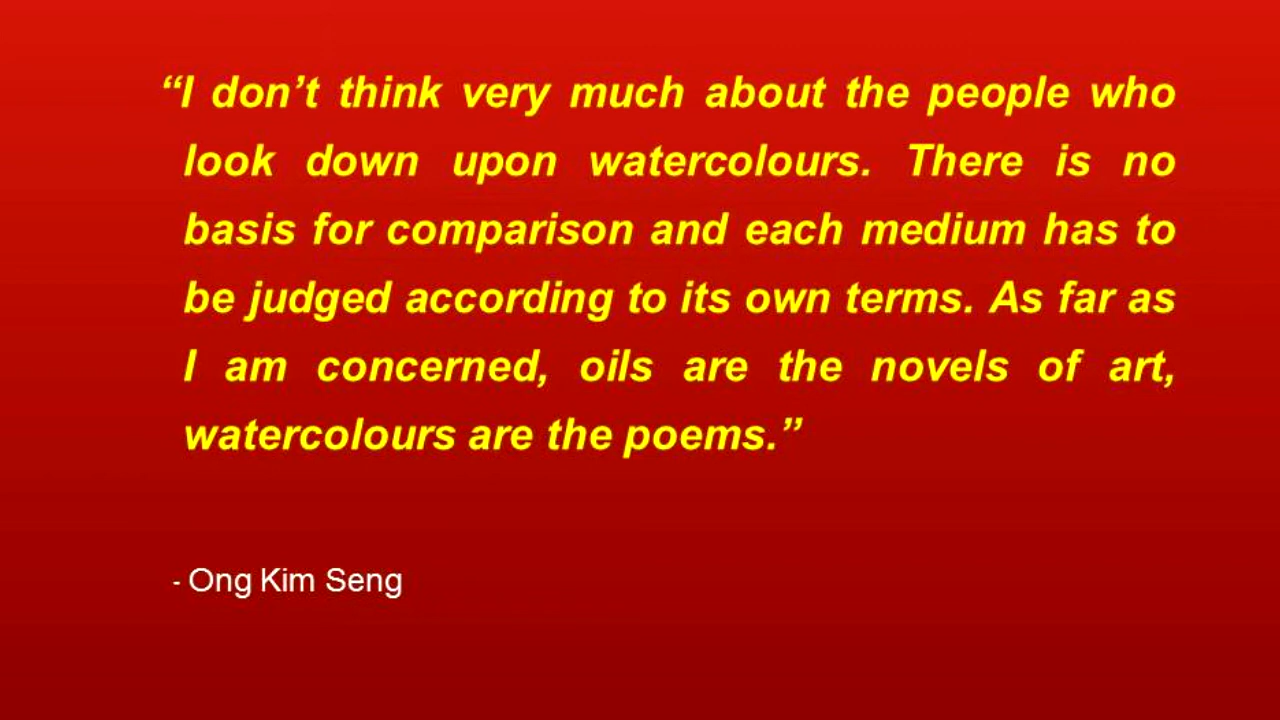 “I don’t think very much about the people who
look down upon watercolours. There is no
basis for comparison and each medium has to
be judged according to its own terms. As far as
I am concerned, oils are the novels of art,
watercolours are the poems.”
- Ong Kim Seng